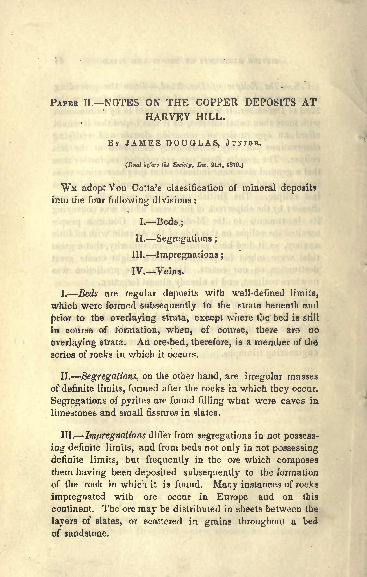 PAPER II.—NOTES ON THE COPPER DEPOSITS AT
HARVEY HILL.
BY JAMES DOUGLAS, JUNIOR.
(Read before the Society, Dec. 21st, 1870.)
WE adopt Von Cotta's classification of mineral deposits
into the four following divisions;
I.—Beds;
II.—Segregations;
III.—Impregnations;
IV.—Veins.
I.—Beds are regular deposits with well-defined limits,
which were formed subsequently to the strata beneath and
prior to the overlaying strata, except where the bed is still
in course of formation, when, of course, there are no
overlaying strata. An ore-bed, therefore, is a member of the
series of rocks in which it occurs.
II.—Segregations, on the other hand, are irregular masses
of definite limits, formed after the rocks in which they occur.
Segregations of pyrites are found filling what were caves in
limestones and small fissures in slates.
III.—Impregnations differ from segregations in not possess-
ing definite limits, and from beds not only in not possessing
definite limits, but frequently in the ore which composes
them having been deposited subsequently to the formation
of the rock in which it is found. Many instances of rocks
impregnated with ore occur in Europe and on this
continent. The ore may be distributed in sheets between the
layers of slates, or scattered in grains throughout a bed
of sandstone.